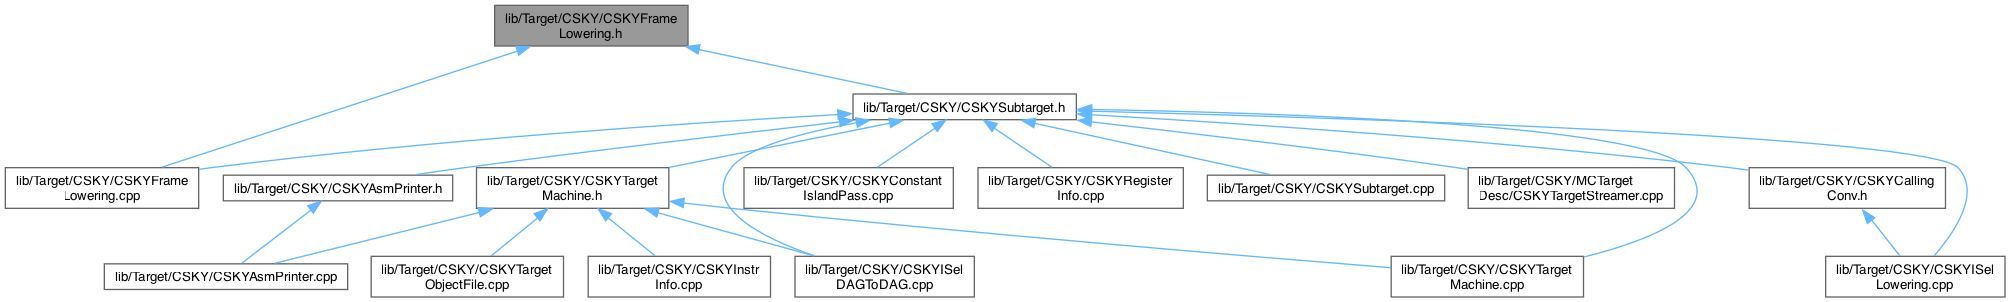 lib/Target/CSKY/CSKYFrame
Lowering.h
lib/Target/CSKY/CSKYSubtarget.h
lib/Target/CSKY/CSKYFrame
Lowering.cpp
lib/Target/CSKY/CSKYAsmPrinter.h
lib/Target/CSKY/CSKYTarget
Machine.h
lib/Target/CSKY/CSKYConstant
IslandPass.cpp
lib/Target/CSKY/CSKYRegister
Info.cpp
lib/Target/CSKY/CSKYSubtarget.cpp
lib/Target/CSKY/MCTarget
Desc/CSKYTargetStreamer.cpp
lib/Target/CSKY/CSKYCalling
Conv.h
lib/Target/CSKY/CSKYAsmPrinter.cpp
lib/Target/CSKY/CSKYTarget
ObjectFile.cpp
lib/Target/CSKY/CSKYInstr
Info.cpp
lib/Target/CSKY/CSKYISel
DAGToDAG.cpp
lib/Target/CSKY/CSKYTarget
Machine.cpp
lib/Target/CSKY/CSKYISel
Lowering.cpp